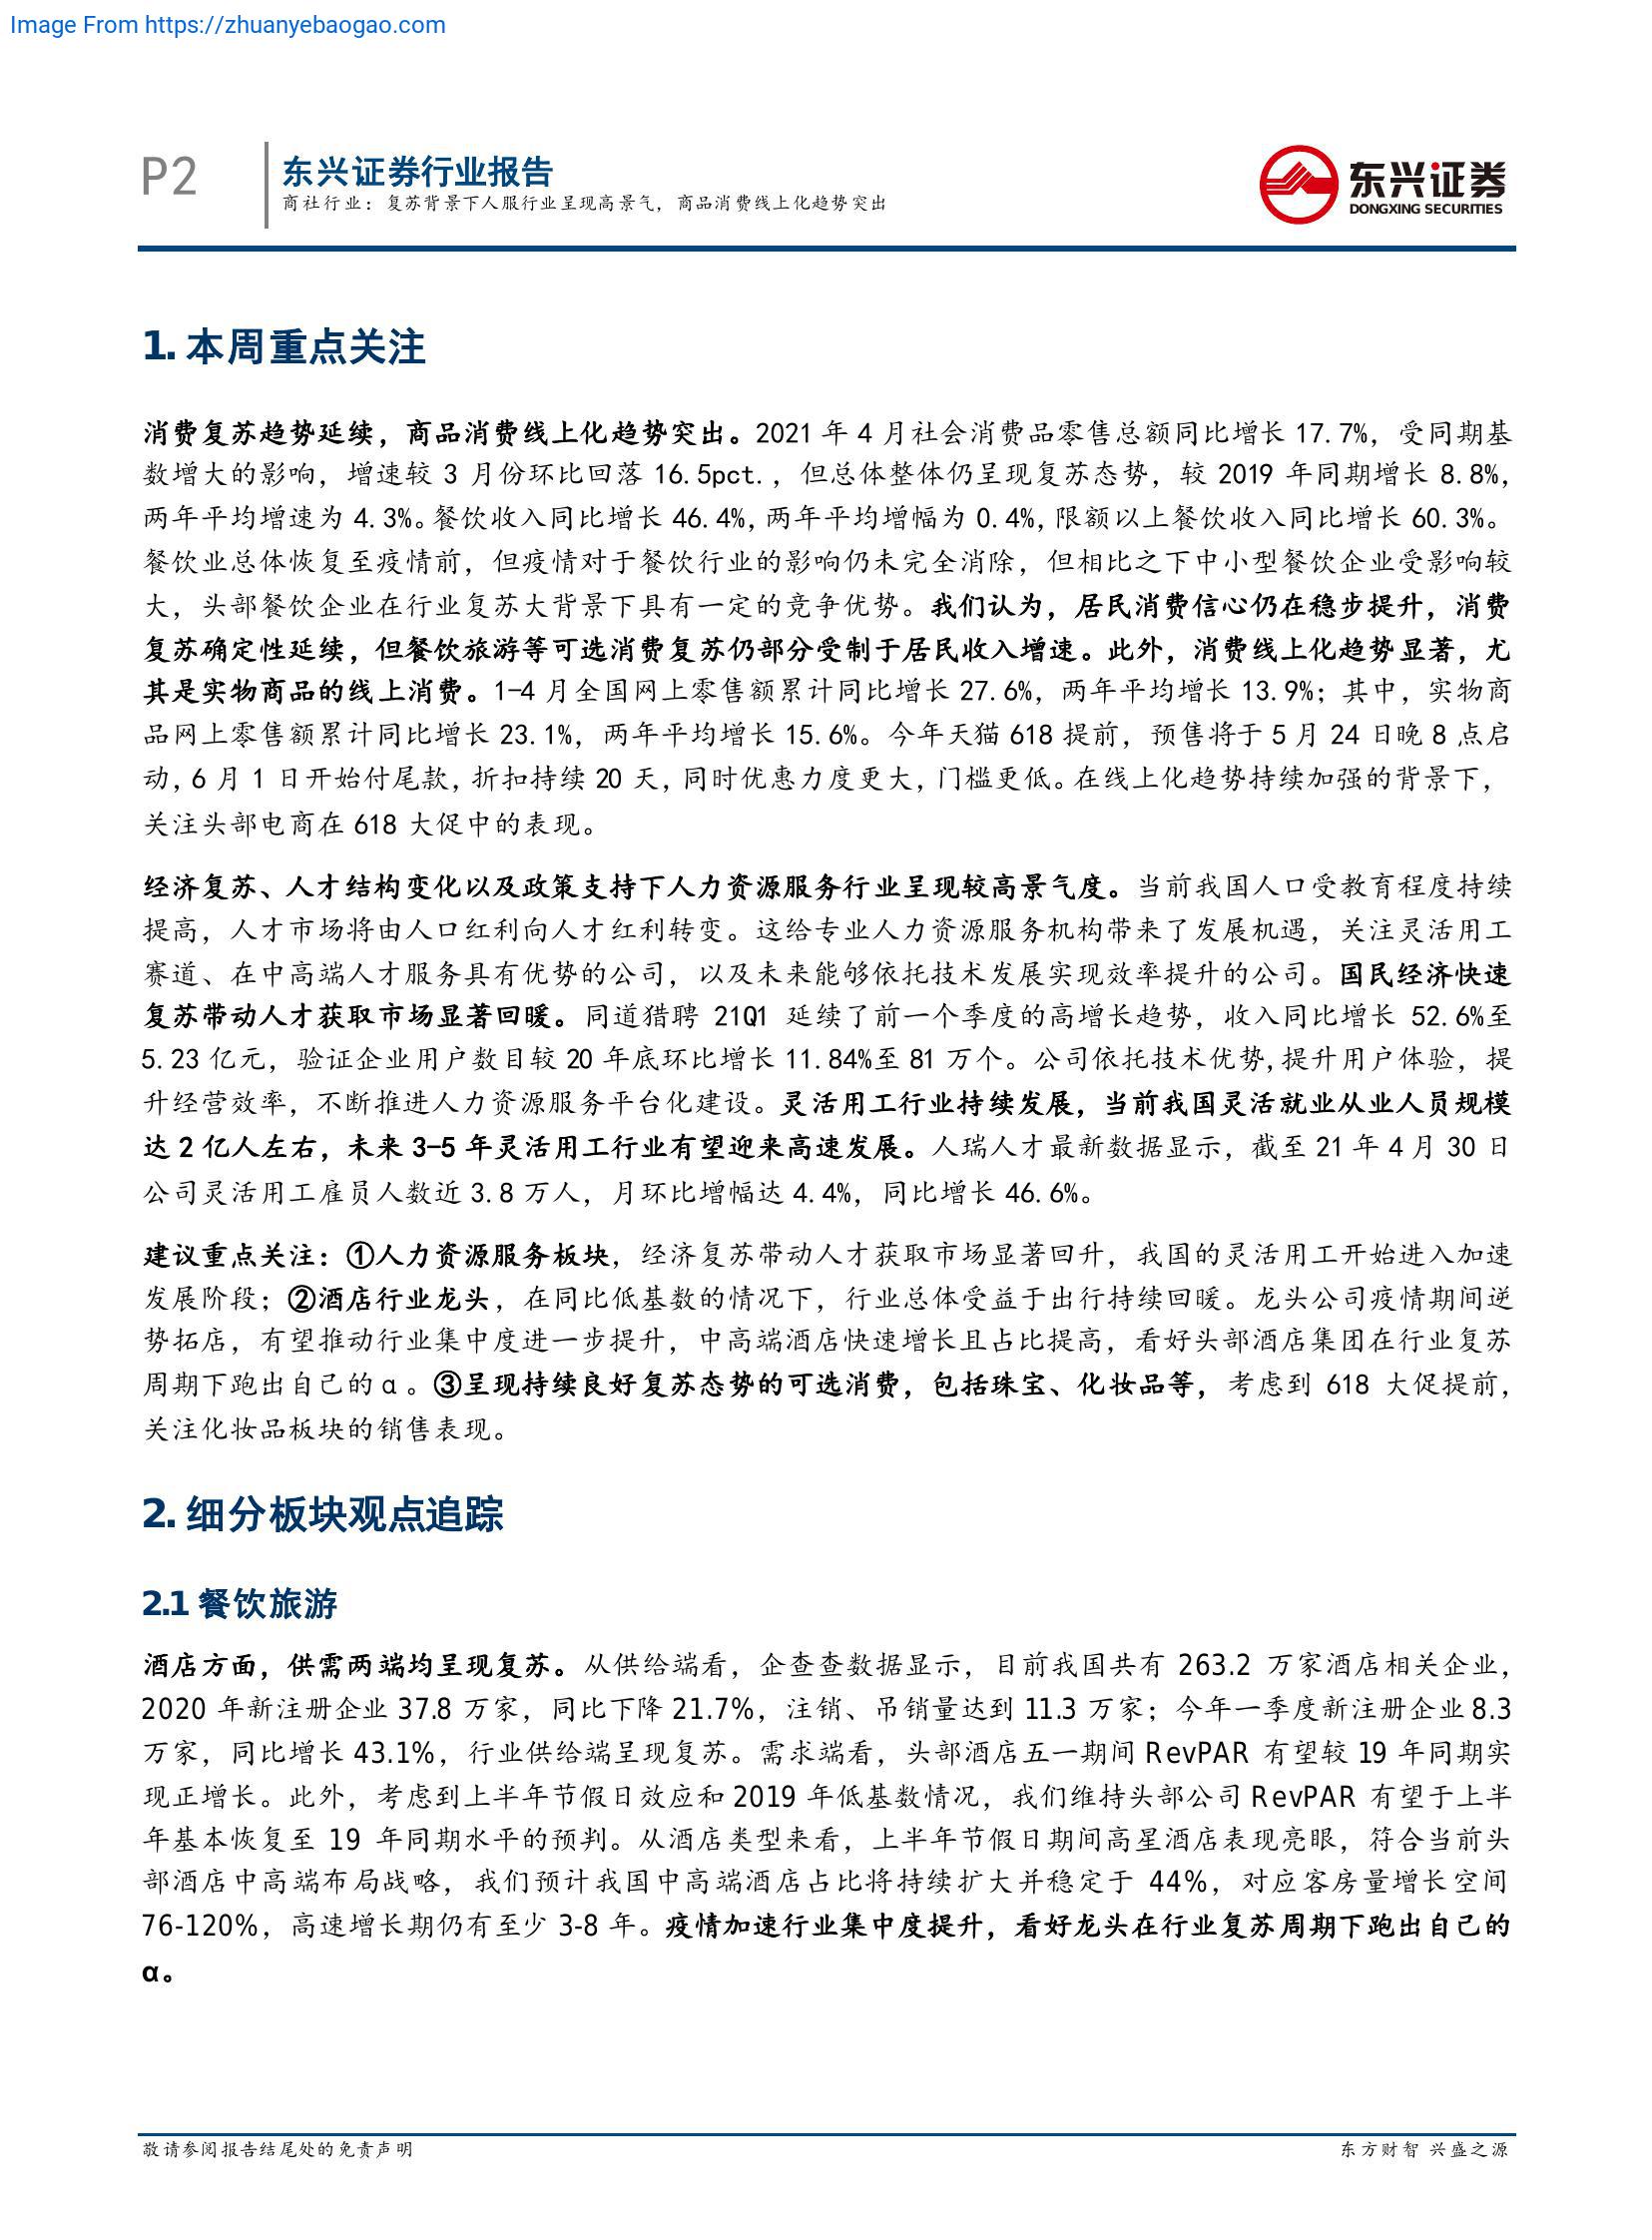 Image From https://zhuanyebaogao.com
P2
东兴证券行业报告
商社行业：复苏背景下人服行业呈现高景气，商品消费线上化趋势突出
东兴证券
DONGXING SECURITIES
1. 本周重点关注
消费复苏趋势延续，商品消费线上化趋势突出。2021 年 4 月社会消费品零售总额同比增长 17.7%，受同期基
数增大的影响，增速较 3 月份环比回落 16.5pct.，但总体整体仍呈现复苏态势，较 2019 年同期增长 8.8%，
两年平均增速为 4.3%。餐饮收入同比增长 46.4%，两年平均增幅为 0.4%，限额以上餐饮收入同比增长 60.3%。
餐饮业总体恢复至疫情前，但疫情对于餐饮行业的影响仍未完全消除，但相比之下中小型餐饮企业受影响较
大，头部餐饮企业在行业复苏大背景下具有一定的竞争优势。我们认为，居民消费信心仍在稳步提升，消费
复苏确定性延续，但餐饮旅游等可选消费复苏仍部分受制于居民收入增速。此外，消费线上化趋势显著，尤
其是实物商品的线上消费。1-4 月全国网上零售额累计同比增长 27.6%，两年平均增长 13.9%；其中，实物商
品网上零售额累计同比增长 23.1%，两年平均增长 15.6%。今年天猫 618 提前，预售将于 5 月 24 日晚 8 点启
动，6 月 1 日开始付尾款，折扣持续 20 天，同时优惠力度更大，门槛更低。在线上化趋势持续加强的背景下，
关注头部电商在 618 大促中的表现。
经济复苏、人才结构变化以及政策支持下人力资源服务行业呈现较高景气度。当前我国人口受教育程度持续
提高，人才市场将由人口红利向人才红利转变。这给专业人力资源服务机构带来了发展机遇，关注灵活用工
赛道、在中高端人才服务具有优势的公司，以及未来能够依托技术发展实现效率提升的公司。国民经济快速
复苏带动人才获取市场显著回暖。同道猎聘 21Q1 延续了前一个季度的高增长趋势，收入同比增长 52.6%至
5.23 亿元，验证企业用户数目较 20 年底环比增长 11.84%至 81 万个。公司依托技术优势,提升用户体验，提
升经营效率，不断推进人力资源服务平台化建设。灵活用工行业持续发展，当前我国灵活就业从业人员规模
达 2 亿人左右，未来 3-5 年灵活用工行业有望迎来高速发展。人瑞人才最新数据显示，截至 21 年 4 月 30 日
公司灵活用工雇员人数近 3.8 万人，月环比增幅达 4.4%，同比增长 46.6%。
建议重点关注：①人力资源服务板块，经济复苏带动人才获取市场显著回升，我国的灵活用工开始进入加速
发展阶段；②酒店行业龙头，在同比低基数的情况下，行业总体受益于出行持续回暖。龙头公司疫情期间逆
势拓店，有望推动行业集中度进一步提升，中高端酒店快速增长且占比提高，看好头部酒店集团在行业复苏
周期下跑出自己的 α。③呈现持续良好复苏态势的可选消费，包括珠宝、化妆品等，考虑到 618 大促提前，
关注化妆品板块的销售表现。
2. 细分板块观点追踪
2.1 餐饮旅游
酒店方面，供需两端均呈现复苏。从供给端看，企查查数据显示，目前我国共有 263.2 万家酒店相关企业，
2020 年新注册企业 37.8 万家，同比下降 21.7%，注销、吊销量达到 11.3 万家；今年一季度新注册企业 8.3
万家，同比增长 43.1%，行业供给端呈现复苏。需求端看，头部酒店五一期间 RevPAR 有望较 19 年同期实
现正增长。此外，考虑到上半年节假日效应和 2019 年低基数情况，我们维持头部公司 RevPAR 有望于上半
年基本恢复至 19 年同期水平的预判。从酒店类型来看，上半年节假日期间高星酒店表现亮眼，符合当前头
部酒店中高端布局战略，我们预计我国中高端酒店占比将持续扩大并稳定于 44%，对应客房量增长空间
76-120%，高速增长期仍有至少 3-8 年。疫情加速行业集中度提升，看好龙头在行业复苏周期下跑出自己的
α。
敬请参阅报告结尾处的免责声明
东方财智 兴盛之源